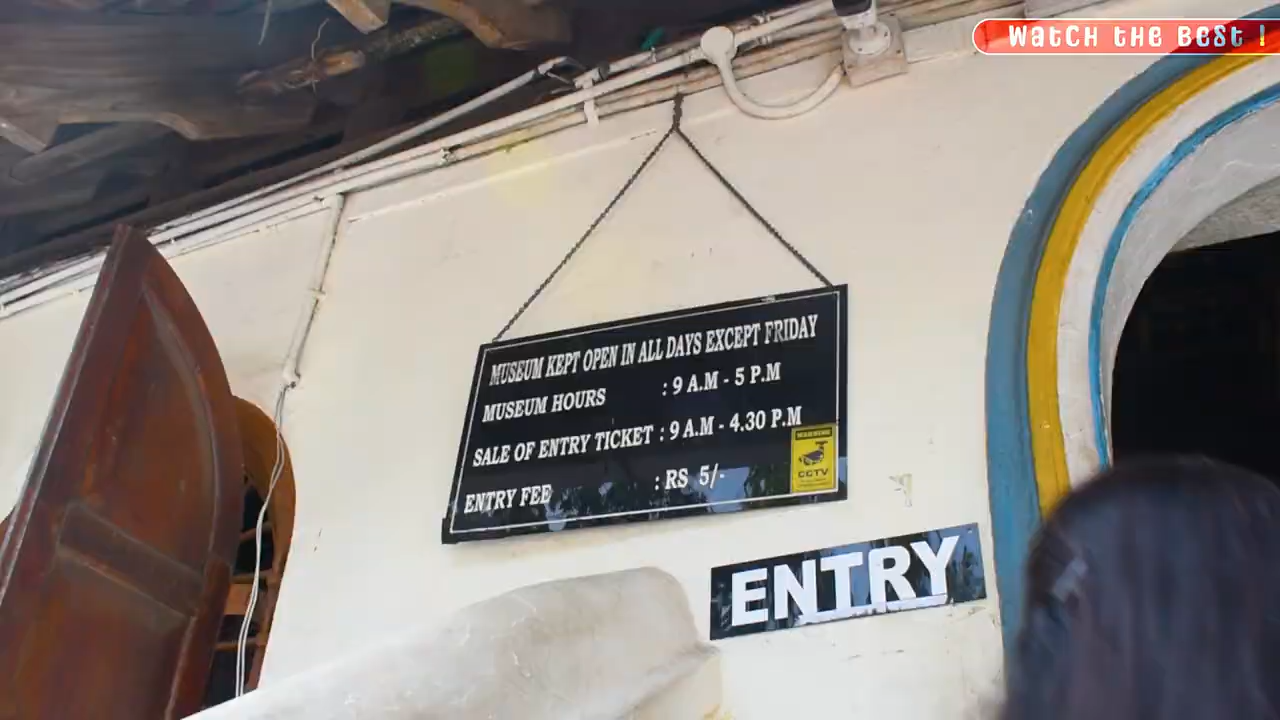 WatCH tHe BeSt !
MUSEUM KEPT OPEN IN ALL DAYS EXCEPT FRIDAY
MUSEUM HOURS : 9 A.M - 5 P.M
SALE OF ENTRY TICKET : 9 A.M - 4.30 P.M
ENTRY FEE : RS 5/-
WARNING
CCTV
ENTRY